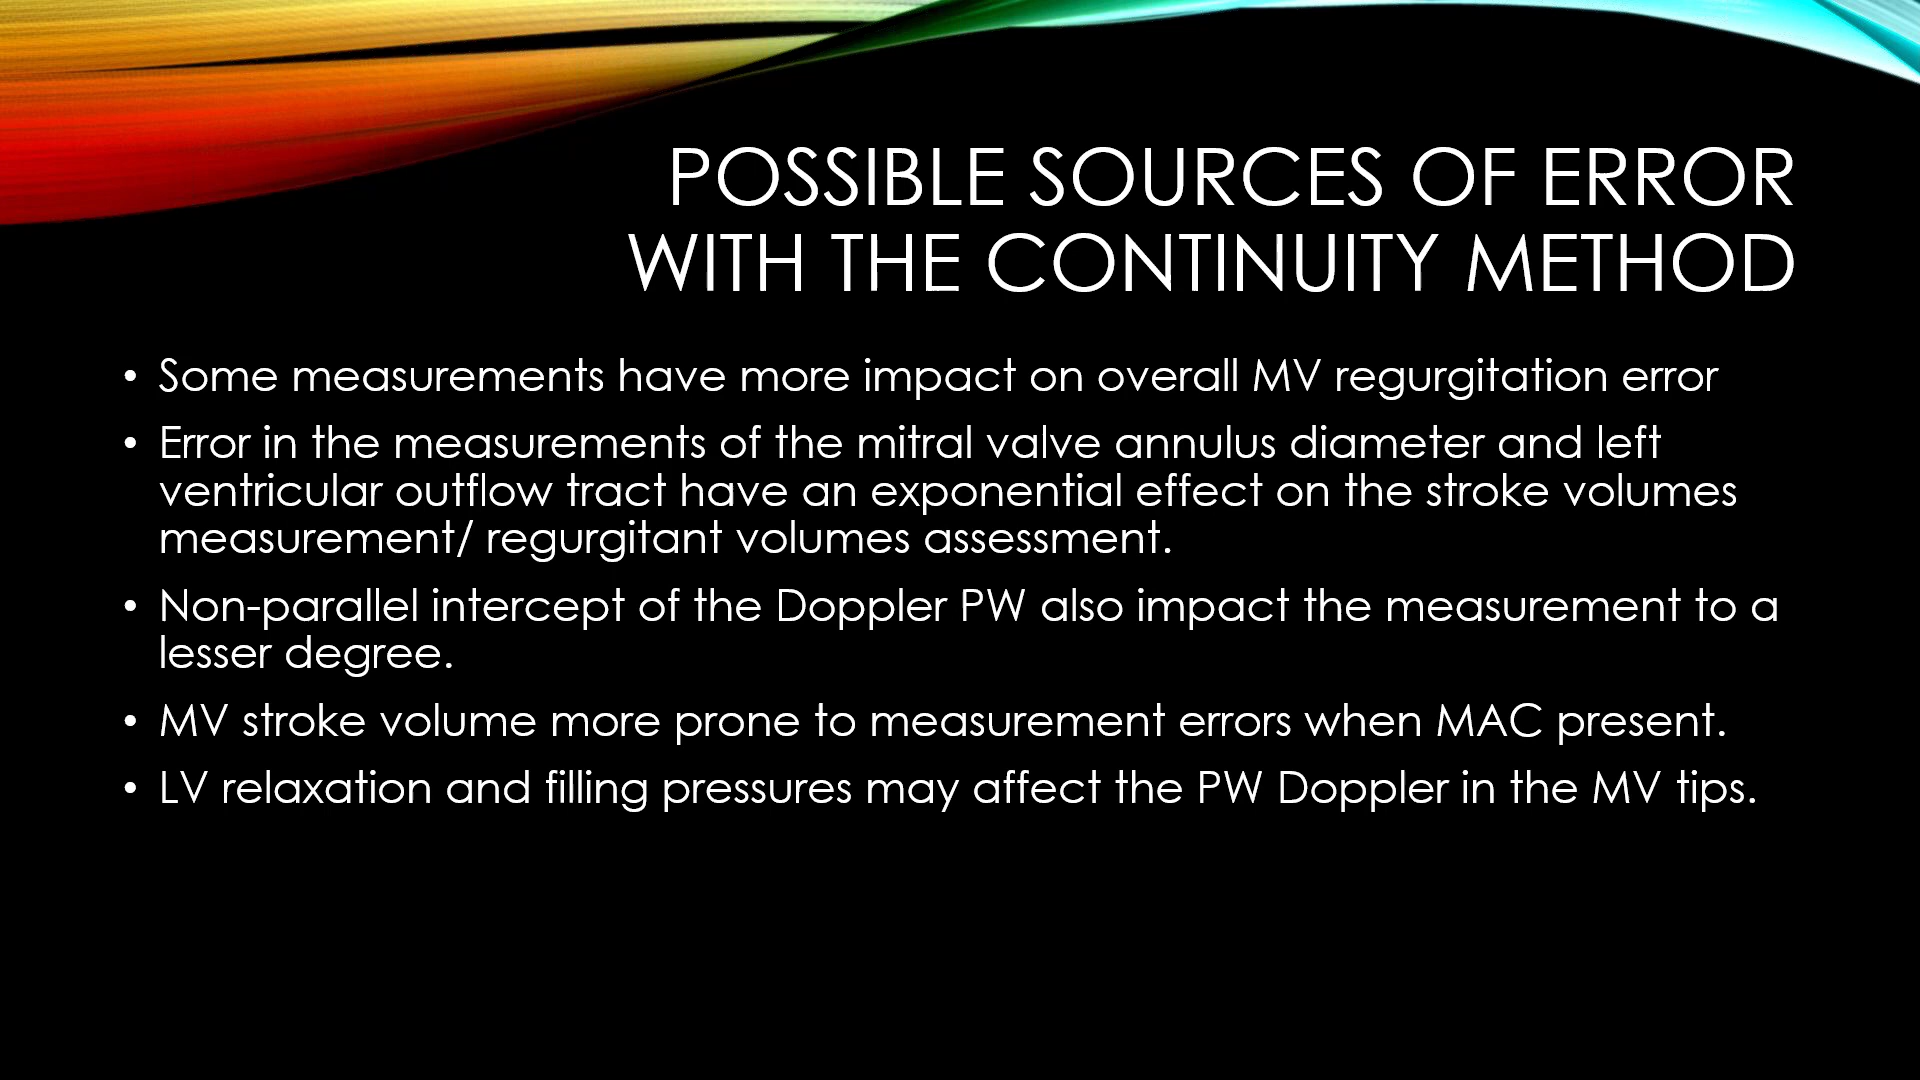 POSSIBLE SOURCES OF ERROR
WITH THE CONTINUITY METHOD
• Some measurements have more impact on overall MV regurgitation error
• Error in the measurements of the mitral valve annulus diameter and left
ventricular outflow tract have an exponential effect on the stroke volumes
measurement/ regurgitant volumes assessment.
• Non-parallel intercept of the Doppler PW also impact the measurement to a
lesser degree.
• MV stroke volume more prone to measurement errors when MAC present.
• LV relaxation and filling pressures may affect the PW Doppler in the MV tips.